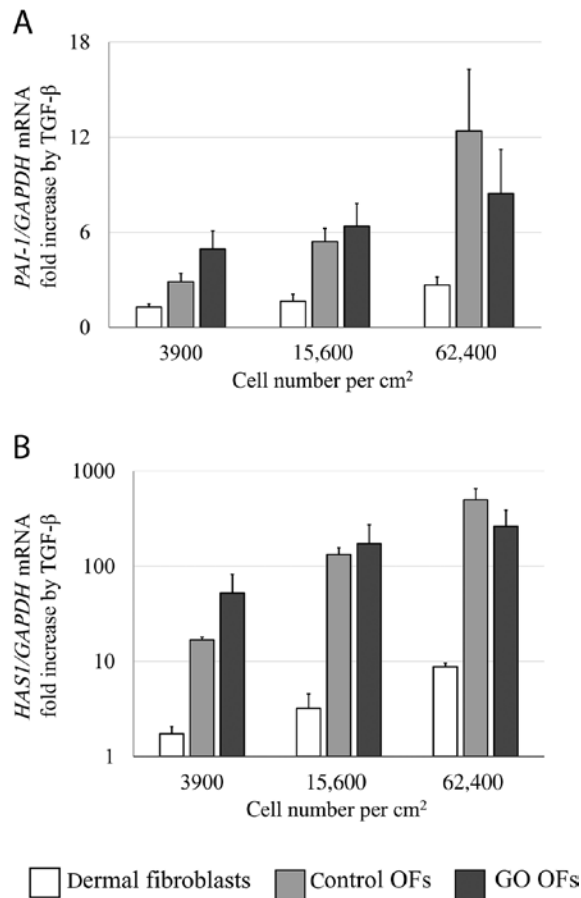 A
PAI-1/GAPDH mRNA
fold increase by TGF-β
18
12
6
0
3900 15,600 62,400
Cell number per cm²
B
HAS1/GAPDH mRNA
fold increase by TGF-β
1000
100
10
1
3900 15,600 62,400
Cell number per cm²
Dermal fibroblasts Control OFs GO OFs